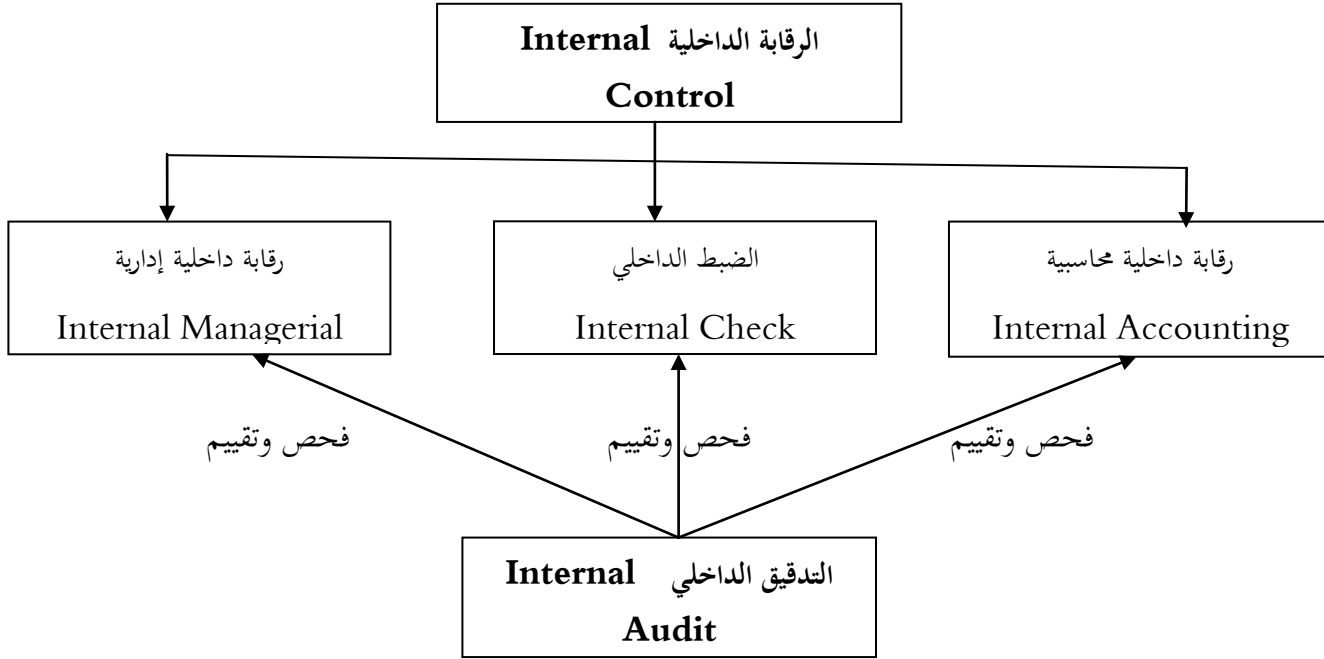 الرقابة الداخلية Internal
Control
رقابة داخلية محاسبية
Internal Accounting
الضبط الداخلي
Internal Check
رقابة داخلية إدارية
Internal Managerial
فحص وتقييم
فحص وتقييم
فحص وتقييم
التدقيق الداخلي Internal
Audit